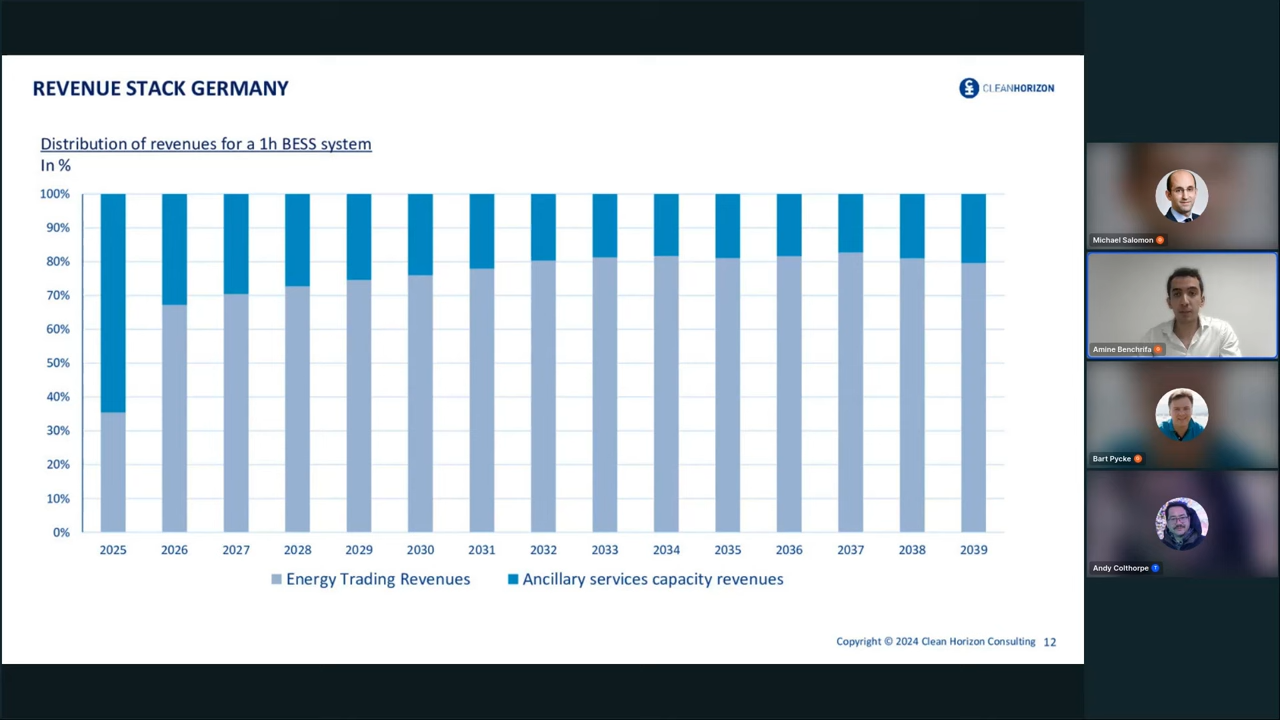 REVENUE STACK GERMANY
CLEANHORIZON
Distribution of revenues for a 1h BESS system
In %
100%
90%
80%
70%
60%
50%
40%
30%
20%
10%
0%
2025 2026 2027 2028 2029 2030 2031 2032 2033 2034 2035 2036 2037 2038 2039
Energy Trading Revenues Ancillary services capacity revenues
Copyright © 2024 Clean Horizon Consulting 12
Michael Salomon
Amine Benchrifa
Bart Pycke
Andy Colthorpe